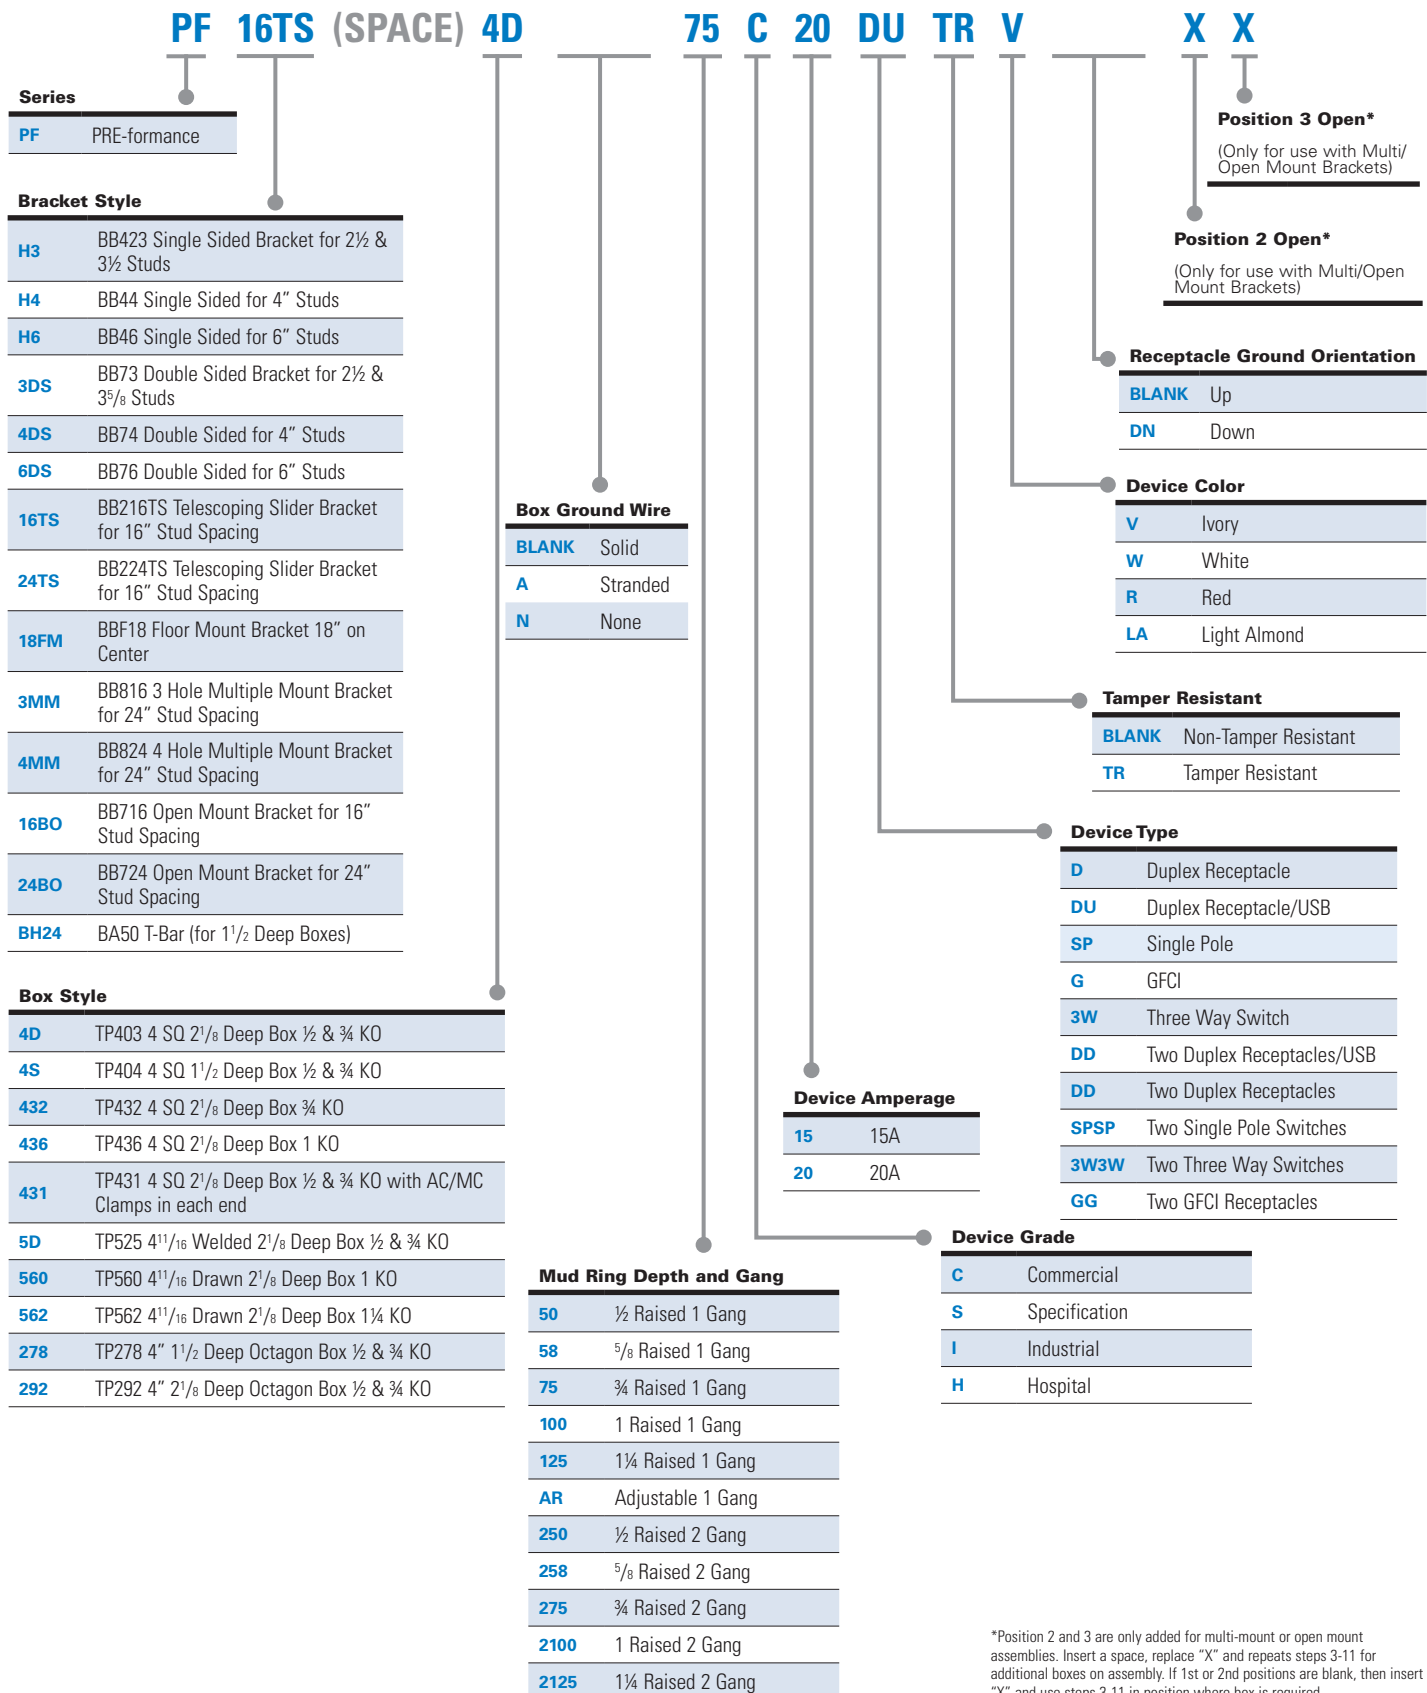 PF 16TS (SPACE) 4D 75 C 20 DU TR V X X
Series
PF PRE-formance
Bracket Style
H3 BB423 Single Sided Bracket for 2½ &
3½ Studs
H4 BB44 Single Sided for 4” Studs
H6 BB46 Single Sided for 6” Studs
3DS BB73 Double Sided Bracket for 2½ &
3⁵/₈ Studs
4DS BB74 Double Sided for 4” Studs
6DS BB76 Double Sided for 6” Studs
16TS BB216TS Telescoping Slider Bracket
for 16” Stud Spacing
24TS BB224TS Telescoping Slider Bracket
for 16” Stud Spacing
18FM BBF18 Floor Mount Bracket 18” on
Center
3MM BB816 3 Hole Multiple Mount Bracket
for 24” Stud Spacing
4MM BB824 4 Hole Multiple Mount Bracket
for 24” Stud Spacing
16BO BB716 Open Mount Bracket for 16”
Stud Spacing
24BO BB724 Open Mount Bracket for 24”
Stud Spacing
BH24 BA50 T-Bar (for 1¹/₂ Deep Boxes)
Box Style
4D TP403 4 SQ 2¹/₈ Deep Box ½ & ¾ KO
4S TP404 4 SQ 1¹/₂ Deep Box ½ & ¾ KO
432 TP432 4 SQ 2¹/₈ Deep Box ¾ KO
436 TP436 4 SQ 2¹/₈ Deep Box 1 KO
431 TP431 4 SQ 2¹/₈ Deep Box ½ & ¾ KO with AC/MC
Clamps in each end
5D TP525 4¹¹/₁₆ Welded 2¹/₈ Deep Box ½ & ¾ KO
560 TP560 4¹¹/₁₆ Drawn 2¹/₈ Deep Box 1 KO
562 TP562 4¹¹/₁₆ Drawn 2¹/₈ Deep Box 1¼ KO
278 TP278 4” 1¹/₂ Deep Octagon Box ½ & ¾ KO
292 TP292 4” 2¹/₈ Deep Octagon Box ½ & ¾ KO
Box Ground Wire
BLANK Solid
A Stranded
N None
Mud Ring Depth and Gang
50 ½ Raised 1 Gang
58 ⁵/₈ Raised 1 Gang
75 ¾ Raised 1 Gang
100 1 Raised 1 Gang
125 1¼ Raised 1 Gang
AR Adjustable 1 Gang
250 ½ Raised 2 Gang
258 ⁵/₈ Raised 2 Gang
275 ¾ Raised 2 Gang
2100 1 Raised 2 Gang
2125 1¼ Raised 2 Gang
Device Grade
C Commercial
S Specification
I Industrial
H Hospital
Device Amperage
15 15A
20 20A
Device Type
D Duplex Receptacle
DU Duplex Receptacle/USB
SP Single Pole
G GFCI
3W Three Way Switch
DD Two Duplex Receptacles/USB
DD Two Duplex Receptacles
SPSP Two Single Pole Switches
3W3W Two Three Way Switches
GG Two GFCI Receptacles
Tamper Resistant
BLANK Non-Tamper Resistant
TR Tamper Resistant
Device Color
V Ivory
W White
R Red
LA Light Almond
Receptacle Ground Orientation
BLANK Up
DN Down
Position 2 Open*
(Only for use with Multi/Open
Mount Brackets)
Position 3 Open*
(Only for use with Multi/
Open Mount Brackets)
*Position 2 and 3 are only added for multi-mount or open mount
assemblies. Insert a space, replace “X” and repeats steps 3-11 for
additional boxes on assembly. If 1st or 2nd positions are blank, then insert
“X” and use steps 3-11 in position where box is required.